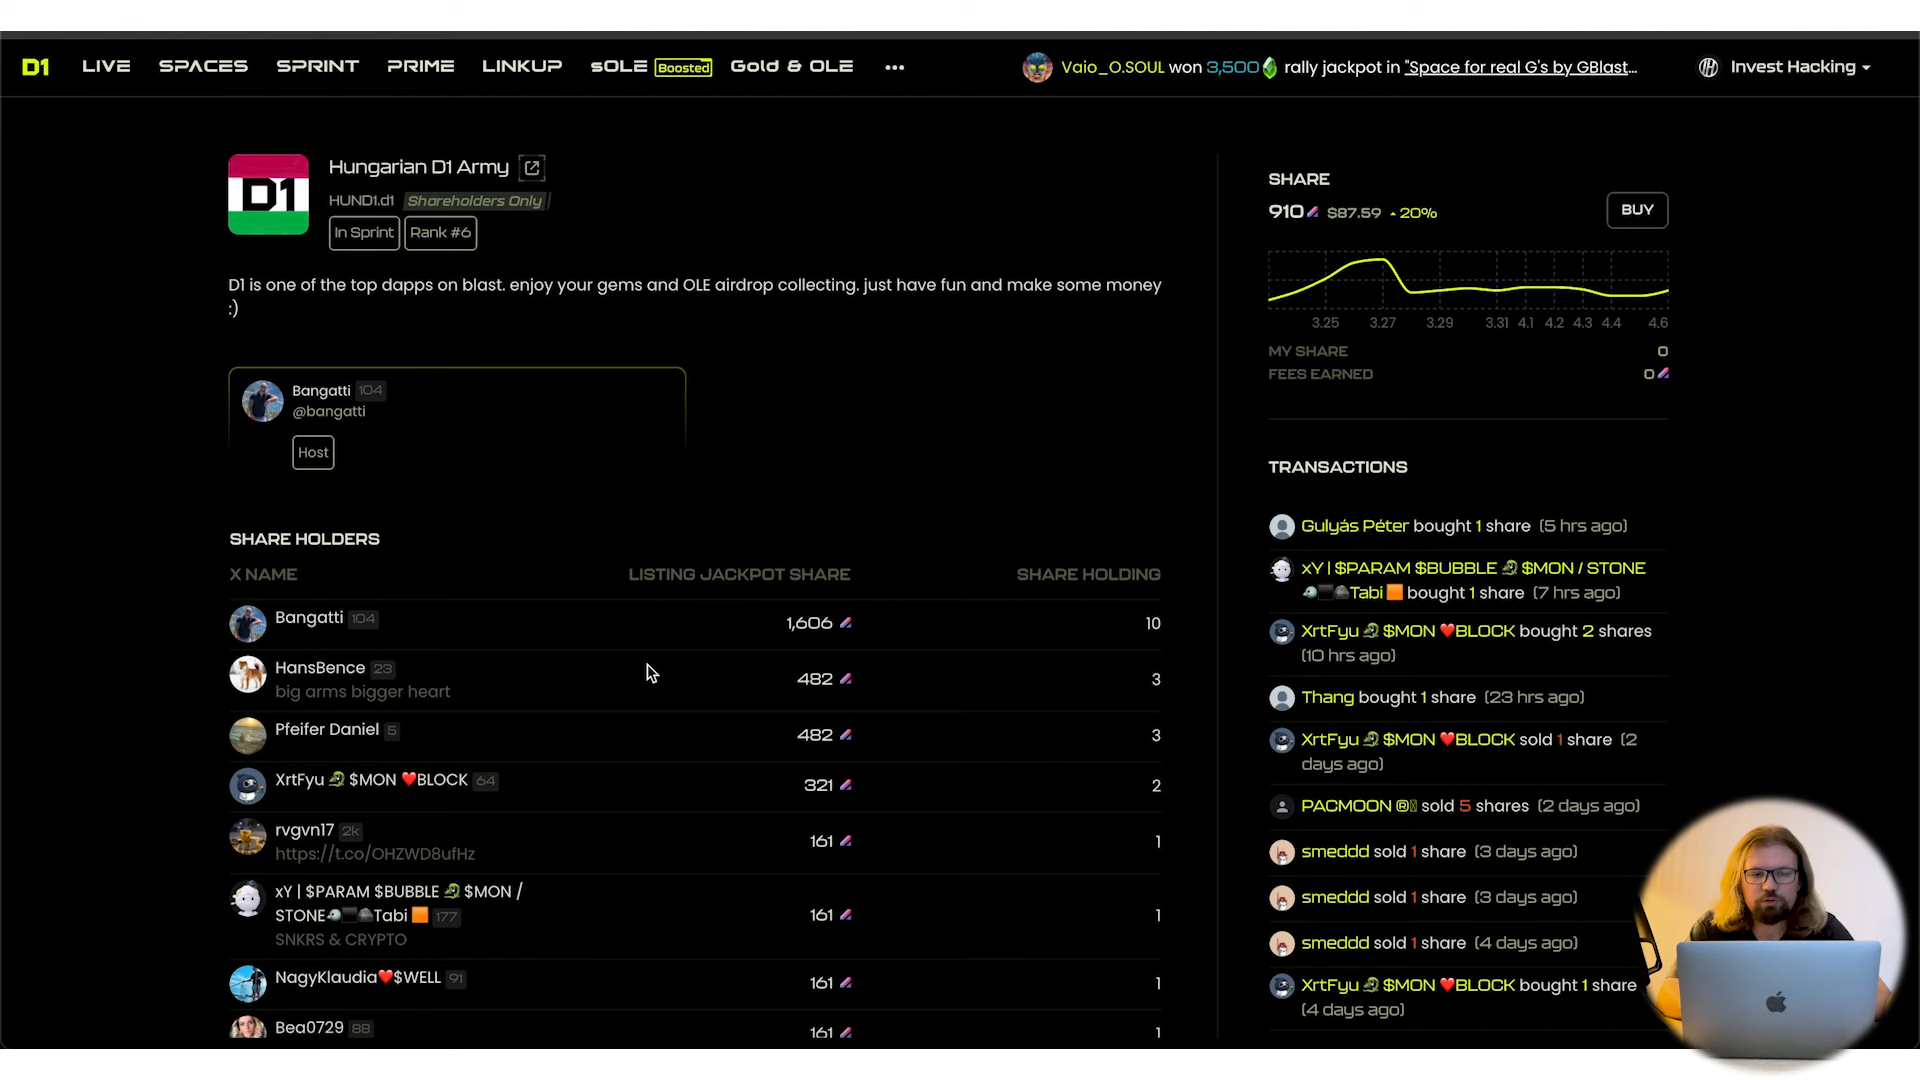 D1 LIVE SPACES SPRINT PRIME LINKUP sOLE Boosted Gold & OLE ••• Vaio_O.SOUL won 3,500 rally jackpot in "Space for real G's by GBlast... Invest Hacking
D1
Hungarian D1 Army
HUND1.d1 Shareholders Only
In Sprint Rank #6
D1 is one of the top dapps on blast. enjoy your gems and OLE airdrop collecting. just have fun and make some money
:)
Bangatti 104
@bangatti
Host
SHARE HOLDERS
X NAME LISTING JACKPOT SHARE SHARE HOLDING
Bangatti 104 1,606 10
HansBence 23 482 3
big arms bigger heart
Pfeifer Daniel 5 482 3
XrtFyu $MON ❤️BLOCK 64 321 2
rvgvn17 2k 161 1
https://t.co/OHZWD8ufHz
xY | $PARAM $BUBBLE $MON /
STONE Tabi 🟧 177 161 1
SNKRS & CRYPTO
NagyKlaudia❤️$WELL 91 161 1
Bea0729 88 161 1
SHARE
910 $87.59 20% BUY
3.25 3.27 3.29 3.31 4.1 4.2 4.3 4.4 4.6
MY SHARE 0
FEES EARNED 0
TRANSACTIONS
Gulyás Péter bought 1 share (5 hrs ago)
xY | $PARAM $BUBBLE $MON / STONE
Tabi 🟧 bought 1 share (7 hrs ago)
XrtFyu $MON ❤️BLOCK bought 2 shares
(10 hrs ago)
Thang bought 1 share (23 hrs ago)
XrtFyu $MON ❤️BLOCK sold 1 share (2
days ago)
PACMOON ® sold 5 shares (2 days ago)
smeddd sold 1 share (3 days ago)
smeddd sold 1 share (3 days ago)
smeddd sold 1 share (4 days ago)
XrtFyu $MON ❤️BLOCK bought 1 share
(4 days ago)